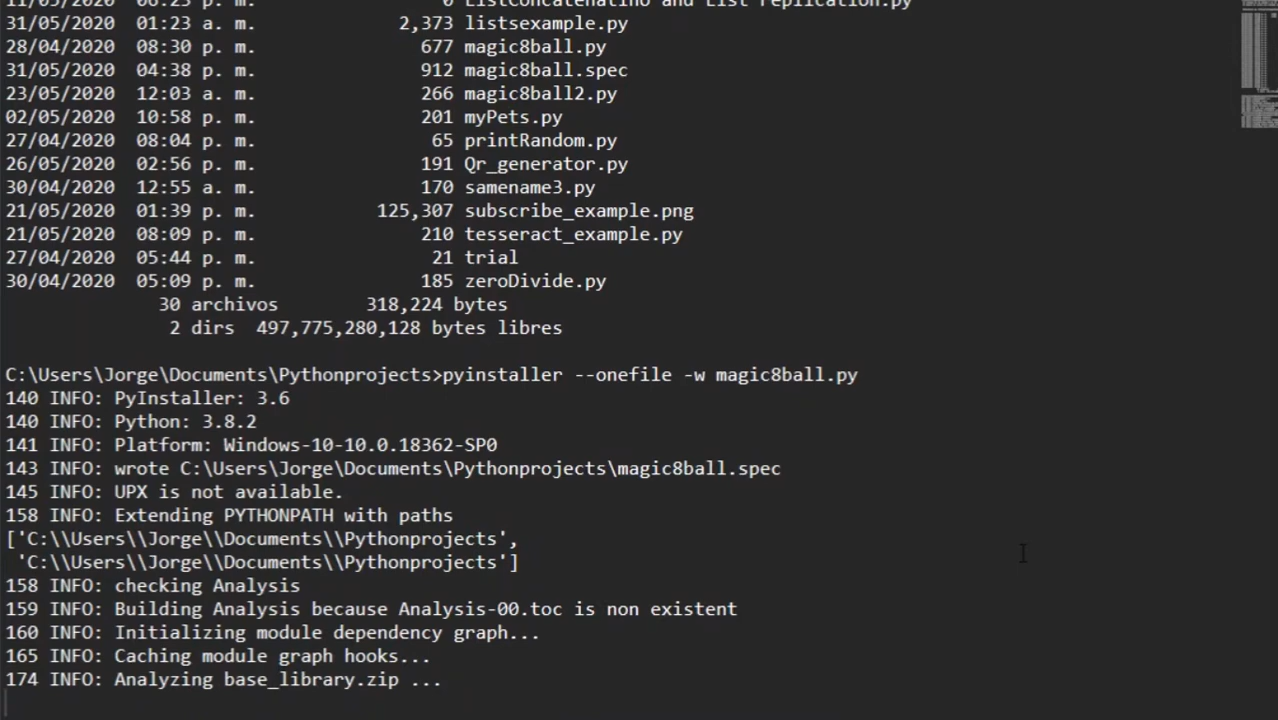 11/05/2020  06:25 p. m.                 0 ListConcatenatino and List replication.py
31/05/2020  01:23 a. m.             2,373 listsexample.py
28/04/2020  08:30 p. m.               677 magic8ball.py
31/05/2020  04:38 p. m.               912 magic8ball.spec
23/05/2020  12:03 a. m.               266 magic8ball2.py
02/05/2020  10:58 p. m.               201 myPets.py
27/04/2020  08:04 p. m.                65 printRandom.py
26/05/2020  02:56 p. m.               191 Qr_generator.py
30/04/2020  12:55 a. m.               170 samename3.py
21/05/2020  01:39 p. m.           125,307 subscribe_example.png
21/05/2020  08:09 p. m.               210 tesseract_example.py
27/04/2020  05:44 p. m.                21 trial
30/04/2020  05:09 p. m.               185 zeroDivide.py
30 archivos        318,224 bytes
2 dirs  497,775,280,128 bytes libres
C:\Users\Jorge\Documents\Pythonprojects>pyinstaller --onefile -w magic8ball.py
140 INFO: PyInstaller: 3.6
140 INFO: Python: 3.8.2
141 INFO: Platform: Windows-10-10.0.18362-SP0
143 INFO: wrote C:\Users\Jorge\Documents\Pythonprojects\magic8ball.spec
145 INFO: UPX is not available.
158 INFO: Extending PYTHONPATH with paths
['C:\\Users\\Jorge\\Documents\\Pythonprojects',
 'C:\\Users\\Jorge\\Documents\\Pythonprojects']
158 INFO: checking Analysis
159 INFO: Building Analysis because Analysis-00.toc is non existent
160 INFO: Initializing module dependency graph...
165 INFO: Caching module graph hooks...
174 INFO: Analyzing base_library.zip ...